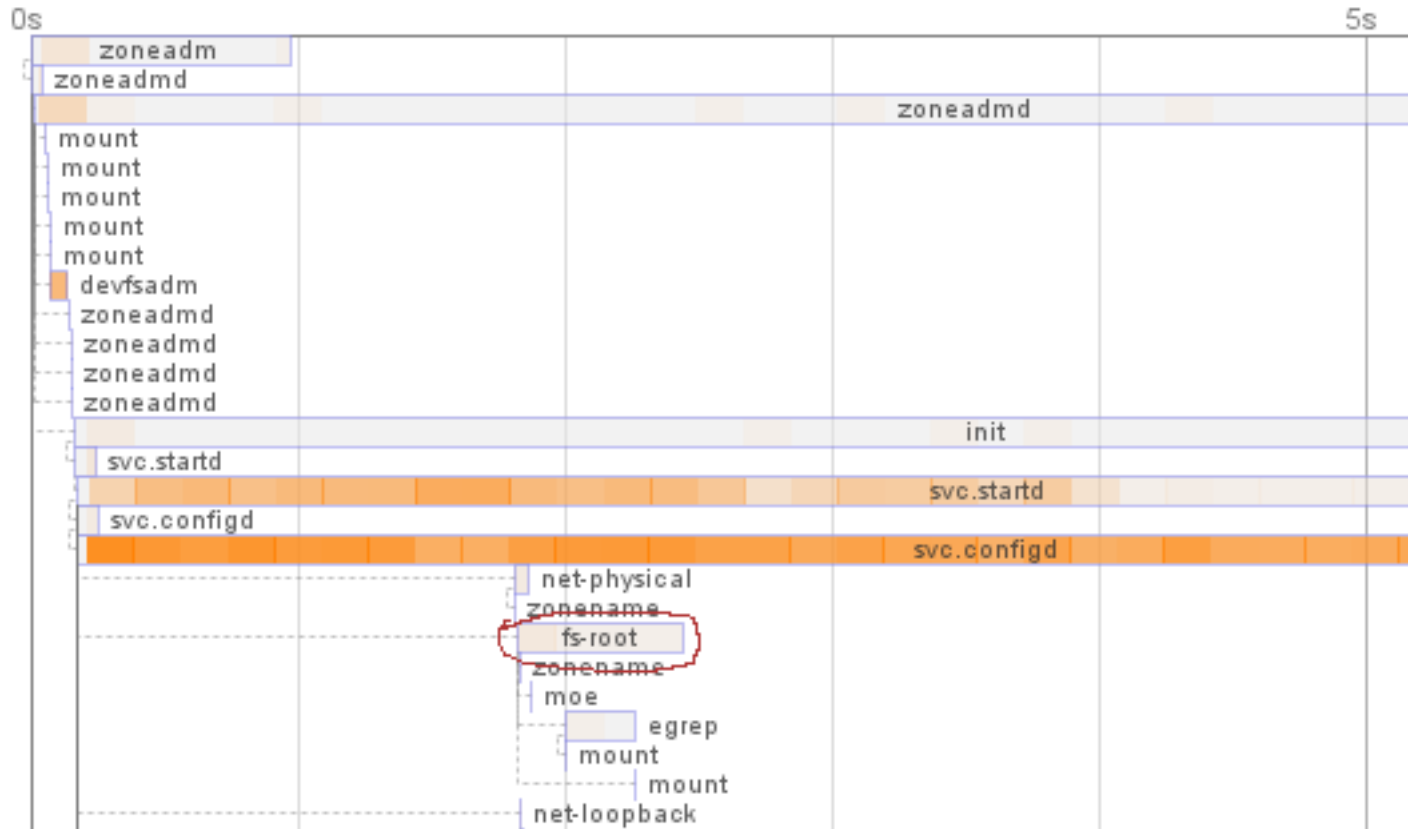 0s 5s
zoneadm
zoneadmd
zoneadmd
mount
mount
mount
mount
mount
devfsadm
zoneadmd
zoneadmd
zoneadmd
zoneadmd
init
svc.startd
svc.startd
svc.configd
svc.configd
net-physical
zonename
fs-root
zonename
moe
egrep
mount
mount
net-loopback